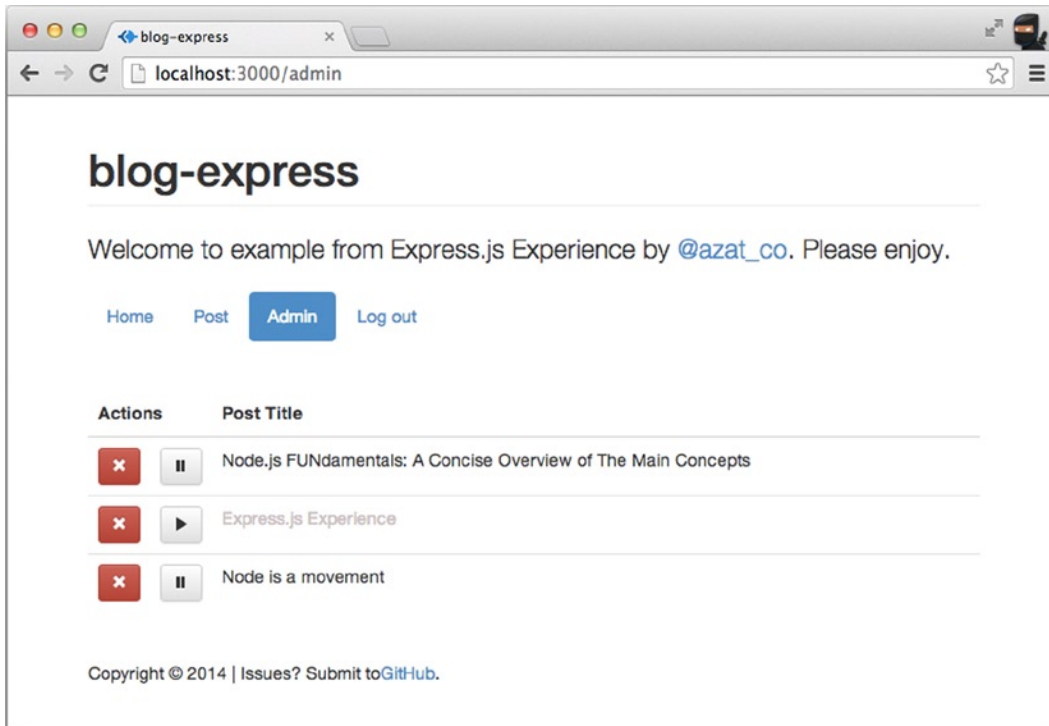 blog-express
localhost:3000/admin
blog-express
Welcome to example from Express.js Experience by @azat_co. Please enjoy.
Home Post Admin Log out
Actions Post Title
Node.js FUNdamentals: A Concise Overview of The Main Concepts
Express.js Experience
Node is a movement
Copyright © 2014 | Issues? Submit toGitHub.